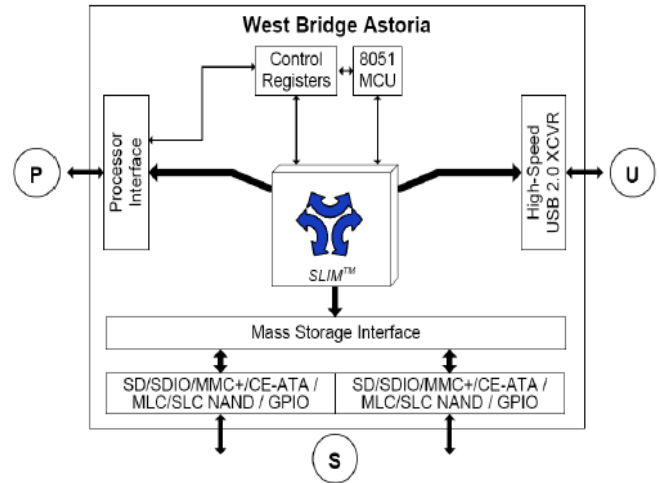 West Bridge Astoria
Control
Registers
8051
MCU
P
Processor
Interface
High-Speed
USB 2.0 XCVR
U
SLIM™
Mass Storage Interface
SD/SDIO/MMC+/CE-ATA /
MLC/SLC NAND / GPIO
SD/SDIO/MMC+/CE-ATA /
MLC/SLC NAND / GPIO
S